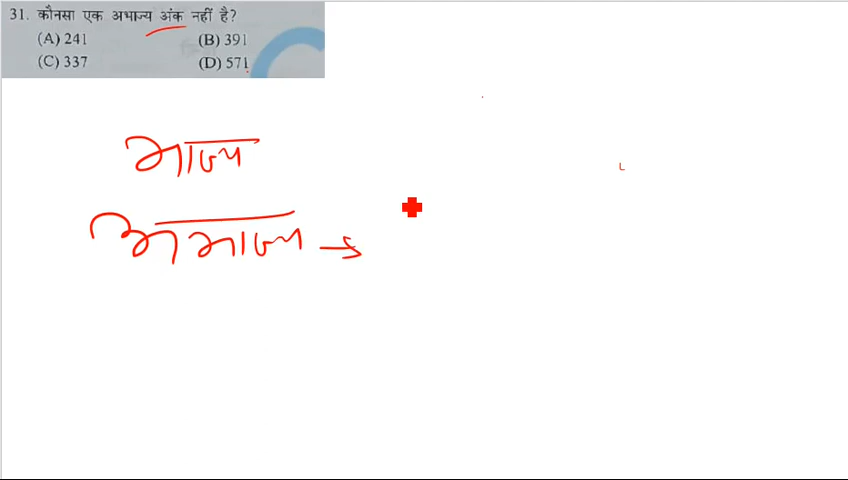 31. कौनसा एक अभाज्य अंक नहीं है?
(A) 241 (B) 391
(C) 337 (D) 571
भाज्य
अभाज्य →